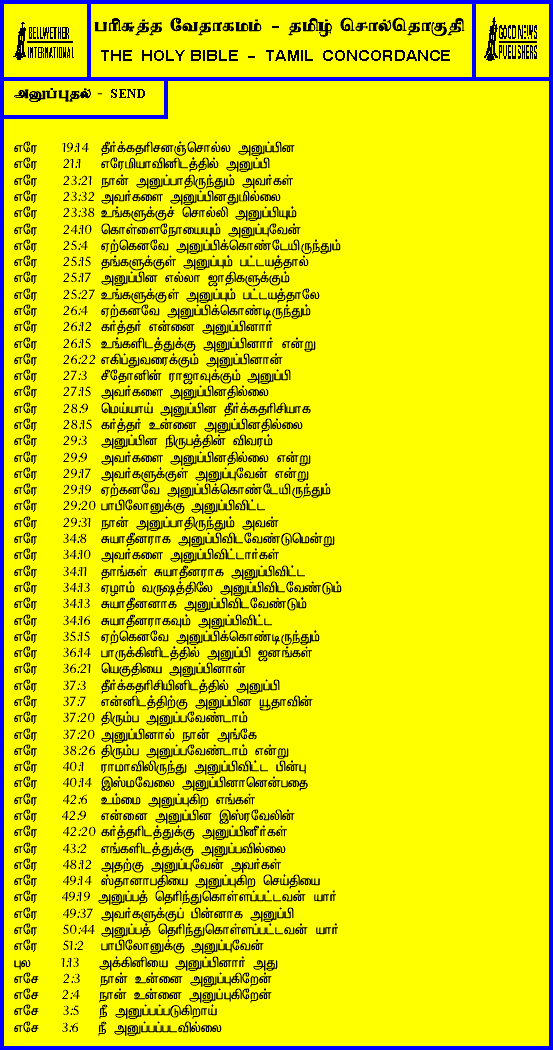 BELLWETHER
INTERNATIONAL
பரிசுத்த வேதாகமம் - தமிழ் சொல்தொகுதி
THE HOLY BIBLE - TAMIL CONCORDANCE
GOOD NEWS
PUBLISHERS
அனுப்புதல் - SEND
எரே 19:14 தீர்க்கதரிசனஞ்சொல்ல அனுப்பின
எரே 21:1 எரேமியாவினிடத்தில் அனுப்பி
எரே 23:21 நான் அனுப்பாதிருந்தும் அவர்கள்
எரே 23:32 அவர்களை அனுப்பினதுமில்லை
எரே 23:38 உங்களுக்குச் சொல்லி அனுப்பியும்
எரே 24:10 கொள்ளைநோயையும் அனுப்புவேன்
எரே 25:4 ஏற்கெனவே அனுப்பிக்கொண்டேயிருந்தும்
எரே 25:15 தங்களுக்குள் அனுப்பும் பட்டயத்தால்
எரே 25:17 அனுப்பின எல்லா ஜாதிகளுக்கும்
எரே 25:27 உங்களுக்குள் அனுப்பும் பட்டயத்தாலே
எரே 26:4 ஏற்கனவே அனுப்பிக்கொண்டிருந்தும்
எரே 26:12 கர்த்தர் என்னை அனுப்பினார்
எரே 26:15 உங்களிடத்துக்கு அனுப்பினார் என்று
எரே 26:22 எகிப்துவரைக்கும் அனுப்பினான்
எரே 27:3 சீதோனின் ராஜாவுக்கும் அனுப்பி
எரே 27:15 அவர்களை அனுப்பினதில்லை
எரே 28:9 மெய்யாய் அனுப்பின தீர்க்கதரிசியாக
எரே 28:15 கர்த்தர் உன்னை அனுப்பினதில்லை
எரே 29:3 அனுப்பின நிருபத்தின் விவரம்
எரே 29:9 அவர்களை அனுப்பினதில்லை என்று
எரே 29:17 அவர்களுக்குள் அனுப்புவேன் என்று
எரே 29:19 ஏற்கனவே அனுப்பிக்கொண்டேயிருந்தும்
எரே 29:20 பாபிலோனுக்கு அனுப்பிவிட்ட
எரே 29:31 நான் அனுப்பாதிருந்தும் அவன்
எரே 34:8 சுயாதீனராக அனுப்பிவிடவேண்டுமென்று
எரே 34:10 அவர்களை அனுப்பிவிட்டார்கள்
எரே 34:11 தாங்கள் சுயாதீனராக அனுப்பிவிட்ட
எரே 34:13 ஏழாம் வருஷத்திலே அனுப்பிவிடவேண்டும்
எரே 34:13 சுயாதீனனாக அனுப்பிவிடவேண்டும்
எரே 34:16 சுயாதீனராகவும் அனுப்பிவிட்ட
எரே 35:15 ஏற்கெனவே அனுப்பிக்கொண்டிருந்தும்
எரே 36:14 பாருக்கினிடத்தில் அனுப்பி ஜனங்கள்
எரே 36:21 யெகுதியை அனுப்பினான்
எரே 37:3 தீர்க்கதரிசியினிடத்தில் அனுப்பி
எரே 37:7 என்னிடத்திற்கு அனுப்பின யூதாவின்
எரே 37:20 திரும்ப அனுப்பவேண்டாம்
எரே 37:20 அனுப்பினால் நான் அங்கே
எரே 38:26 திரும்ப அனுப்பவேண்டாம் என்று
எரே 40:1 ராமாவிலிருந்து அனுப்பிவிட்ட பின்பு
எரே 40:14 இஸ்மவேலை அனுப்பினானென்பதை
எரே 42:6 உம்மை அனுப்புகிற எங்கள்
எரே 42:9 என்னை அனுப்பின இஸ்ரவேலின்
எரே 42:20 கர்த்தரிடத்துக்கு அனுப்பினீர்கள்
எரே 43:2 எங்களிடத்துக்கு அனுப்பவில்லை
எரே 48:12 அதற்கு அனுப்புவேன் அவர்கள்
எரே 49:14 ஸ்தானாபதியை அனுப்புகிற செய்தியை
எரே 49:19 அனுப்பத் தெரிந்துகொள்ளப்பட்டவன் யார்
எரே 49:37 அவர்களுக்குப் பின்னாக அனுப்பி
எரே 50:44 அனுப்பத் தெரிந்துகொள்ளப்பட்டவன் யார்
எரே 51:2 பாபிலோனுக்கு அனுப்புவேன்
புல 1:13 அக்கினியை அனுப்பினார் அது
எசே 2:3 நான் உன்னை அனுப்புகிறேன்
எசே 2:4 நான் உன்னை அனுப்புகிறேன்
எசே 3:5 நீ அனுப்பப்படுகிறாய்
எசே 3:6 நீ அனுப்பப்படவில்லை